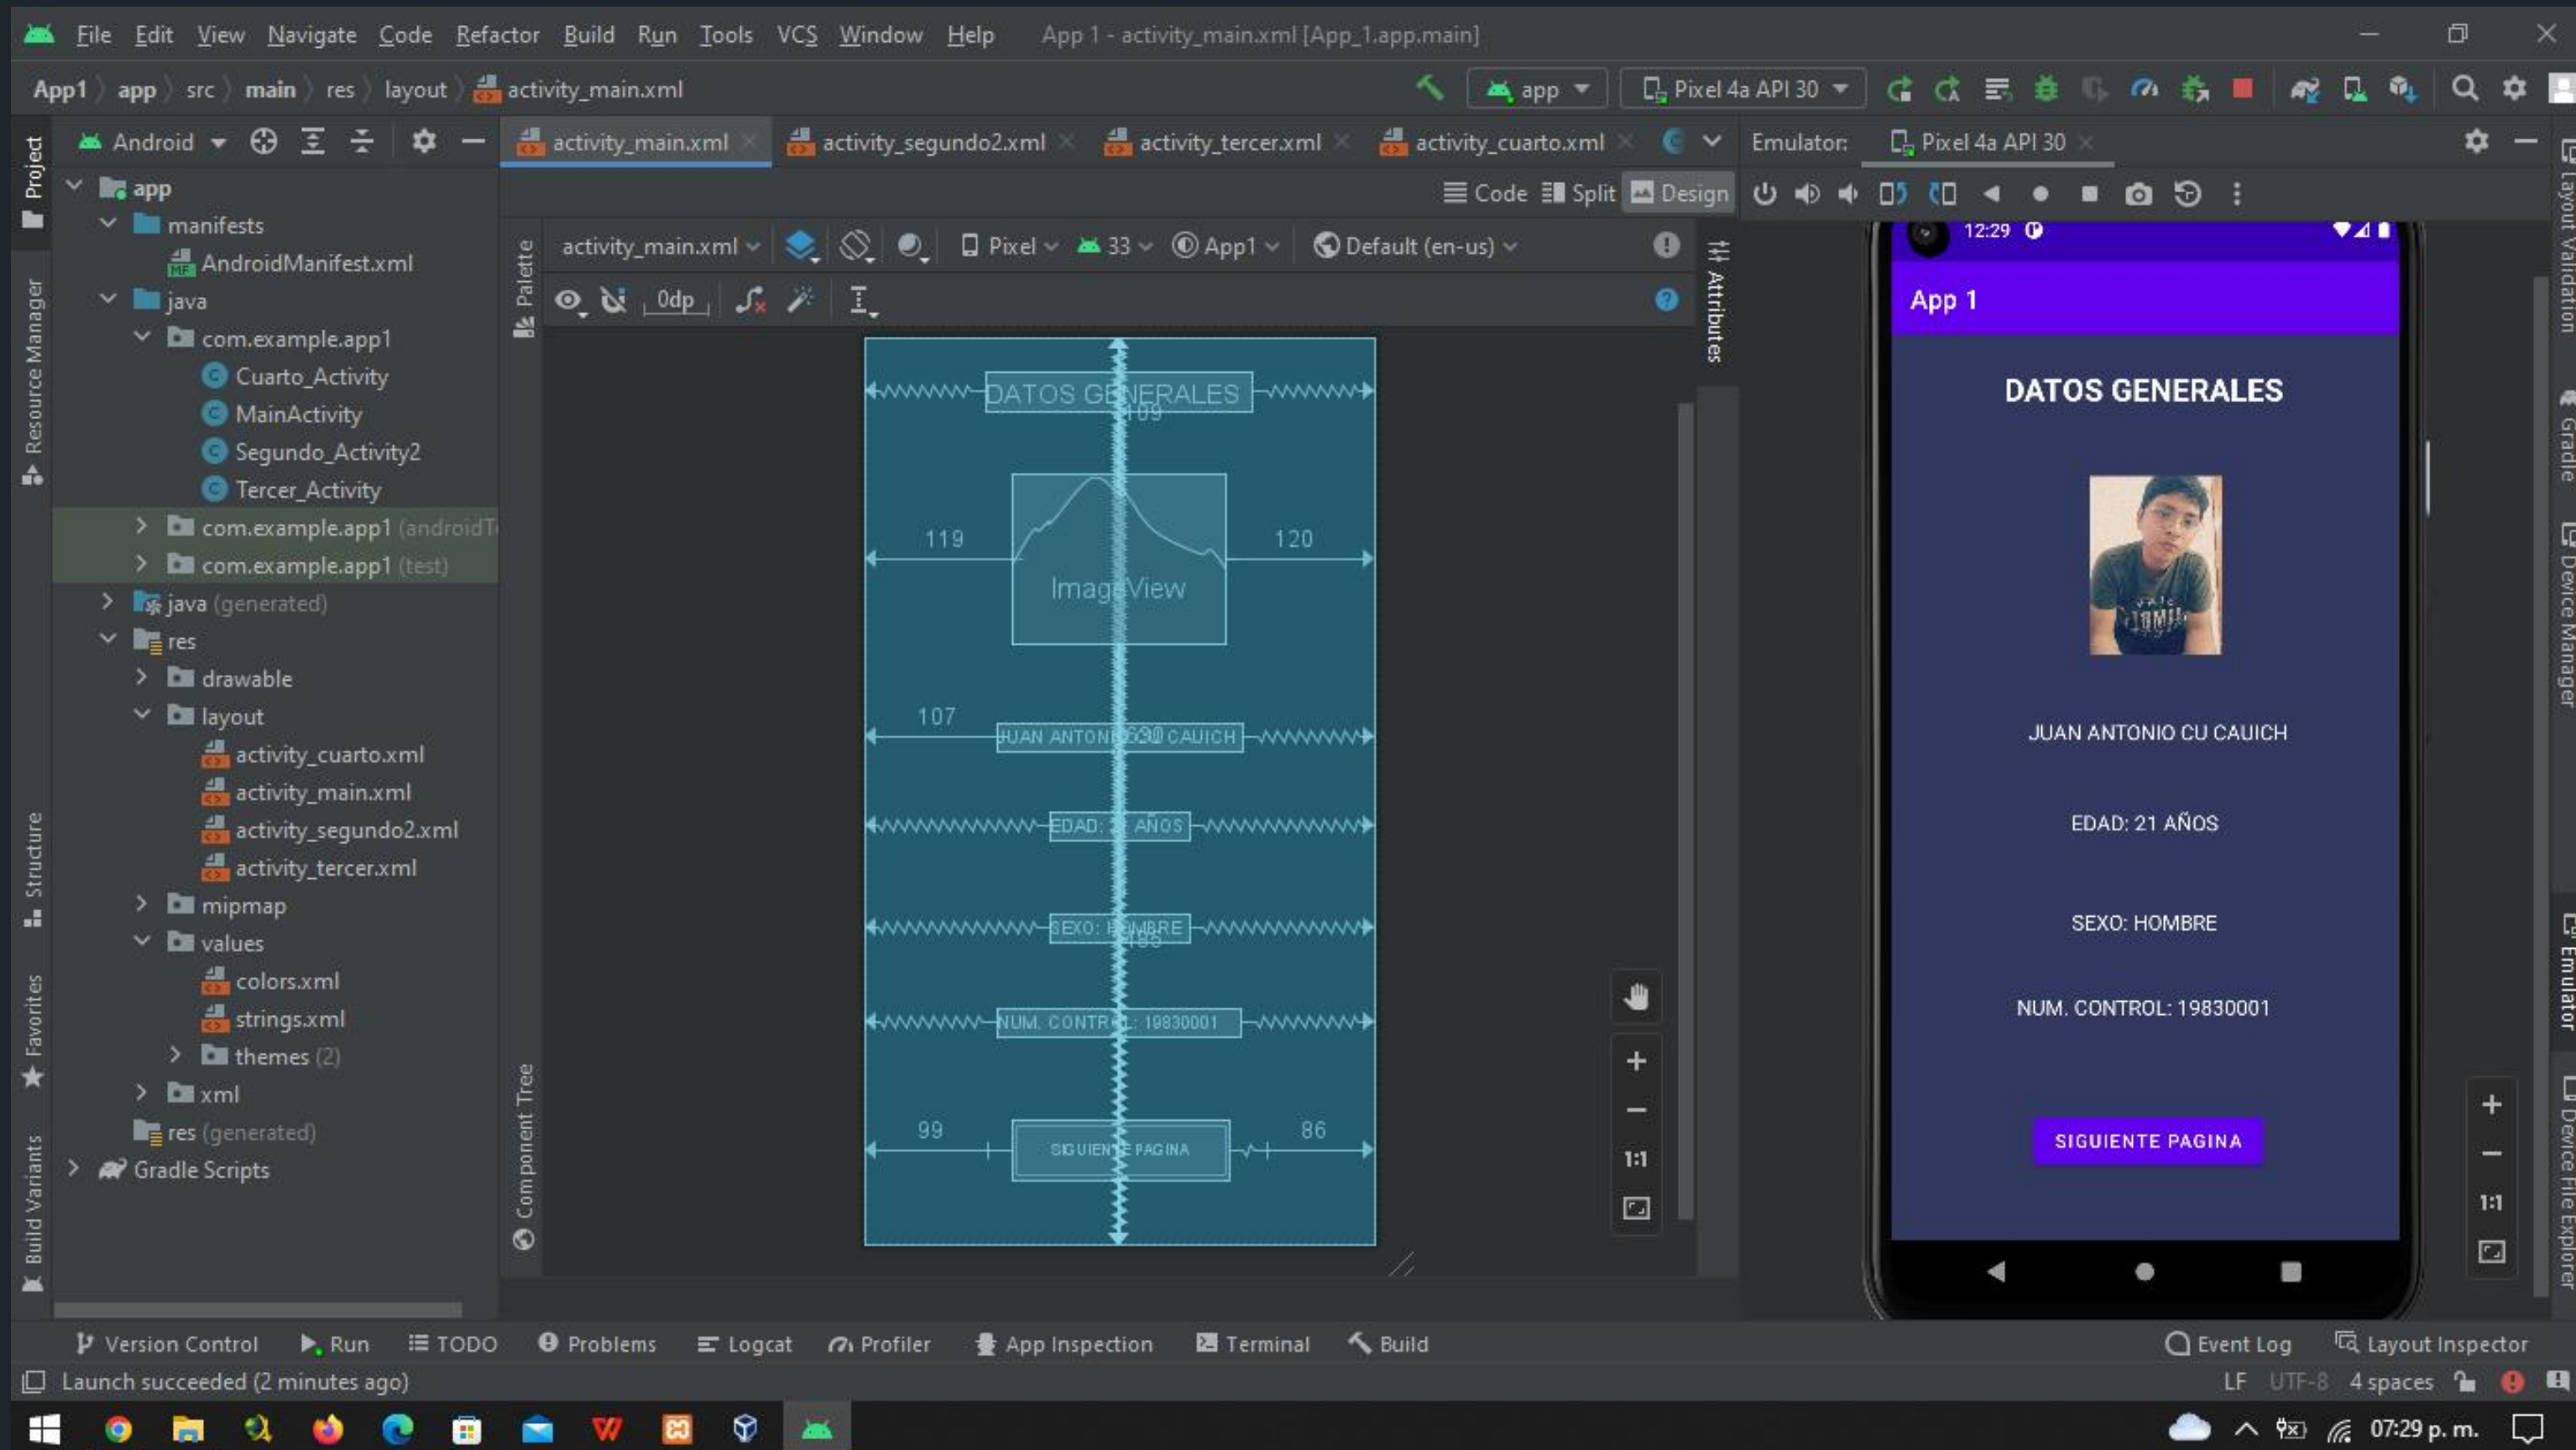 File Edit View Navigate Code Refactor Build Run Tools VCS Window Help App 1 - activity_main.xml [App_1.app.main]
App1 app src main res layout activity_main.xml app Pixel 4a API 30
Android activity_main.xml activity_segundo2.xml activity_tercer.xml activity_cuarto.xml Emulator: Pixel 4a API 30
Code Split Design
activity_main.xml Pixel 33 App1 Default (en-us)
0dp
Project
Resource Manager
Structure
Favorites
Build Variants
app
manifests
AndroidManifest.xml
java
com.example.app1
Cuarto_Activity
MainActivity
Segundo_Activity2
Tercer_Activity
com.example.app1
com.example.app1 (test)
java (generated)
res
drawable
layout
activity_cuarto.xml
activity_main.xml
activity_segundo2.xml
activity_tercer.xml
mipmap
values
colors.xml
strings.xml
themes (2)
xml
res (generated)
Gradle Scripts
Palette
Component Tree
Attributes
DATOS GENERALES
109
119
120
ImageView
107
JUAN ANTONIO CU CAUICH
EDAD: 21 AÑOS
SEXO: HOMBRE
NUM. CONTROL: 19830001
99
86
SIGUIENTE PAGINA
1:1
12:29
App 1
DATOS GENERALES
JUAN ANTONIO CU CAUICH
EDAD: 21 AÑOS
SEXO: HOMBRE
NUM. CONTROL: 19830001
SIGUIENTE PAGINA
1:1
Layout Validation
Gradle
Device Manager
Emulator
Device File Explorer
Version Control Run TODO Problems Logcat Profiler App Inspection Terminal Build Event Log Layout Inspector
Launch succeeded (2 minutes ago) LF UTF-8 4 spaces
07:29 p. m.